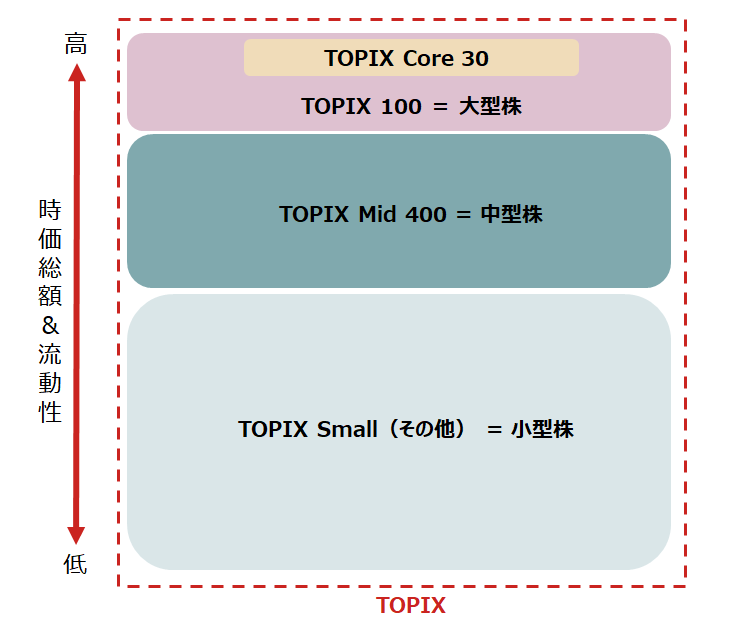 高
TOPIX Core 30
TOPIX 100 = 大型株
時価総額＆流動性
TOPIX Mid 400 = 中型株
TOPIX Small（その他） = 小型株
低
TOPIX